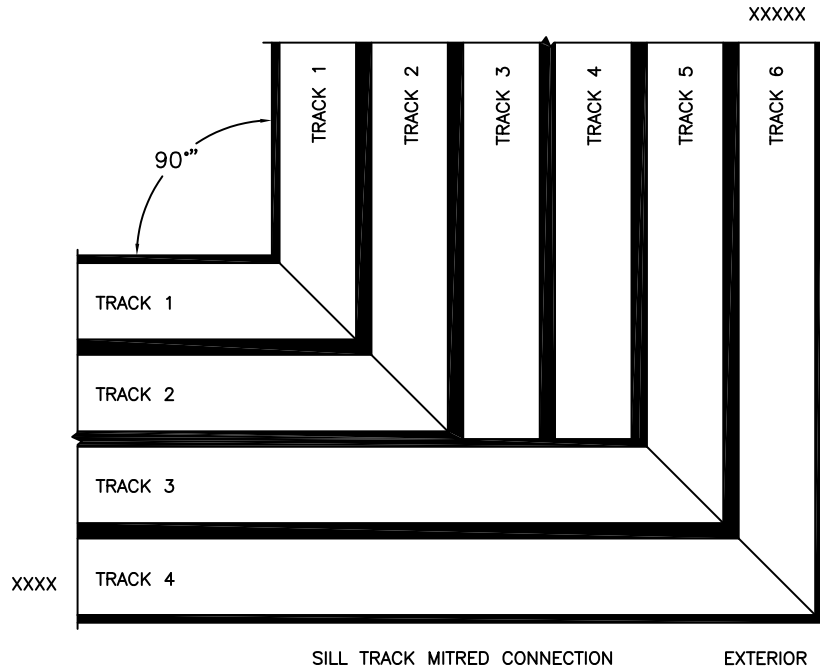 XXXXX
TRACK 1
TRACK 2
TRACK 3
TRACK 4
TRACK 5
TRACK 6
90°”
TRACK 1
TRACK 2
TRACK 3
TRACK 4
XXXX
SILL TRACK MITRED CONNECTION
EXTERIOR